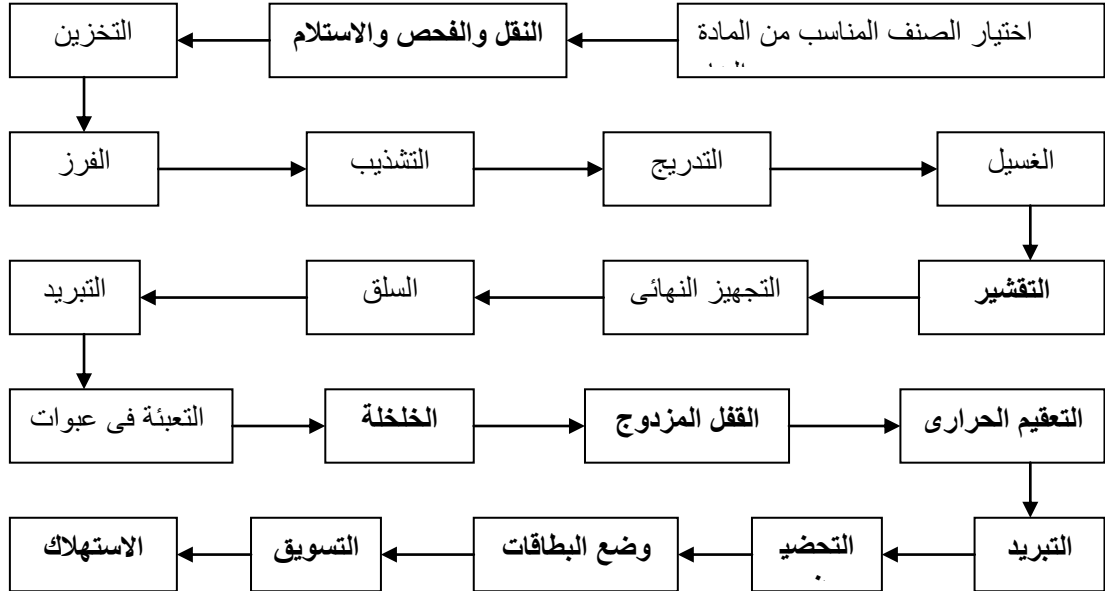 اختيار الصنف المناسب من المادة
النقل والفحص والاستلام
التخزين
الفرز
التشذيب
التدريج
الغسيل
التقشير
التجهيز النهائى
السلق
التبريد
التعبئة فى عبوات
الخلخلة
القفل المزدوج
التعقيم الحرارى
التبريد
التحضي
وضع البطاقات
التسويق
الاستهلاك